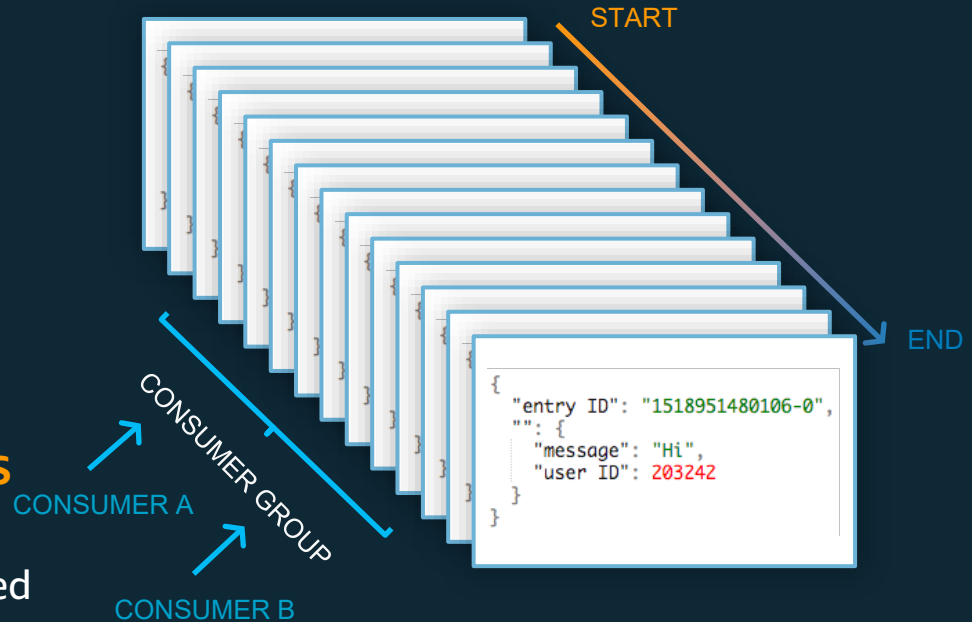 START
END
{
"entry ID": "1518951480106-0",
"": {
"message": "Hi",
"user ID": 203242
}
}
CONSUMER GROUP
s
CONSUMER A
ed
CONSUMER B